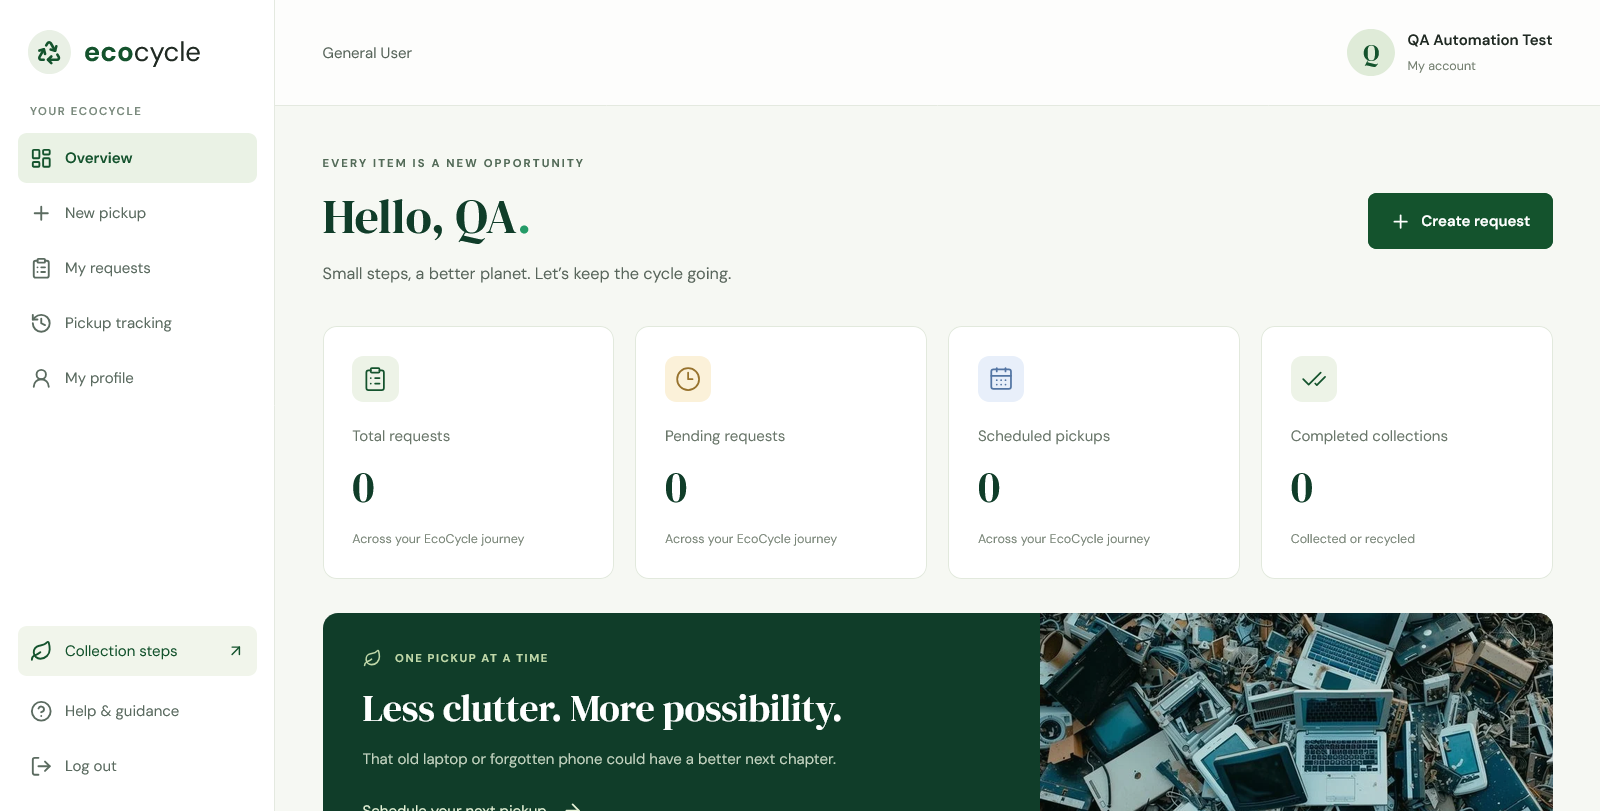 ecocycle
YOUR ECOCYCLE
Overview
New pickup
My requests
Pickup tracking
My profile
Collection steps
Help & guidance
Log out
General User
Q
QA Automation Test
My account
EVERY ITEM IS A NEW OPPORTUNITY
Hello, QA.
Small steps, a better planet. Let’s keep the cycle going.
Create request
Total requests
0
Across your EcoCycle journey
Pending requests
0
Across your EcoCycle journey
Scheduled pickups
0
Across your EcoCycle journey
Completed collections
0
Collected or recycled
ONE PICKUP AT A TIME
Less clutter. More possibility.
That old laptop or forgotten phone could have a better next chapter.
Schedule your next pickup